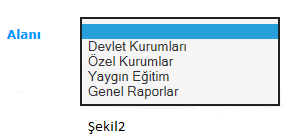 Alanı
Devlet Kurumları
Özel Kurumlar
Yaygın Eğitim
Genel Raporlar
Şekil2